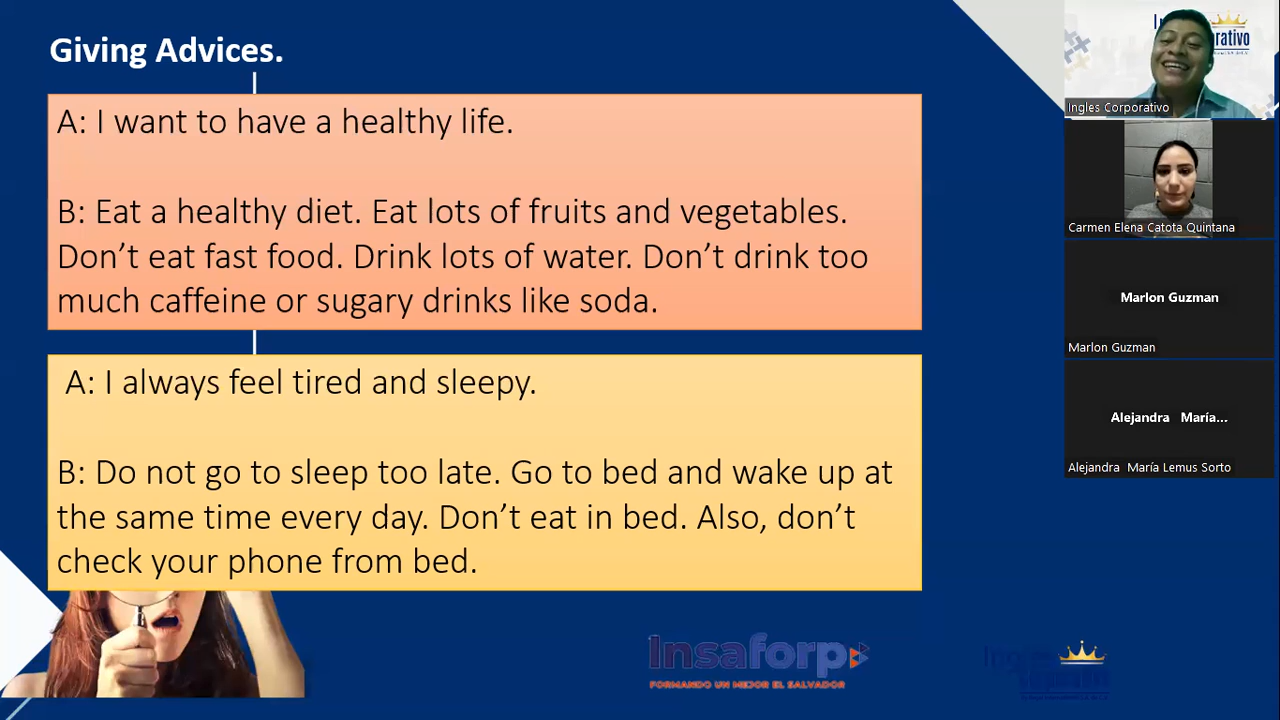 Giving Advices.
A: I want to have a healthy life.
B: Eat a healthy diet. Eat lots of fruits and vegetables.
Don’t eat fast food. Drink lots of water. Don’t drink too
much caffeine or sugary drinks like soda.
A: I always feel tired and sleepy.
B: Do not go to sleep too late. Go to bed and wake up at
the same time every day. Don’t eat in bed. Also, don’t
check your phone from bed.
Insaforp
FORMANDO UN MEJOR EL SALVADOR
Ingles Corporativo
Carmen Elena Catota Quintana
Marlon Guzman
Marlon Guzman
Alejandra María...
Alejandra María Lemus Sorto